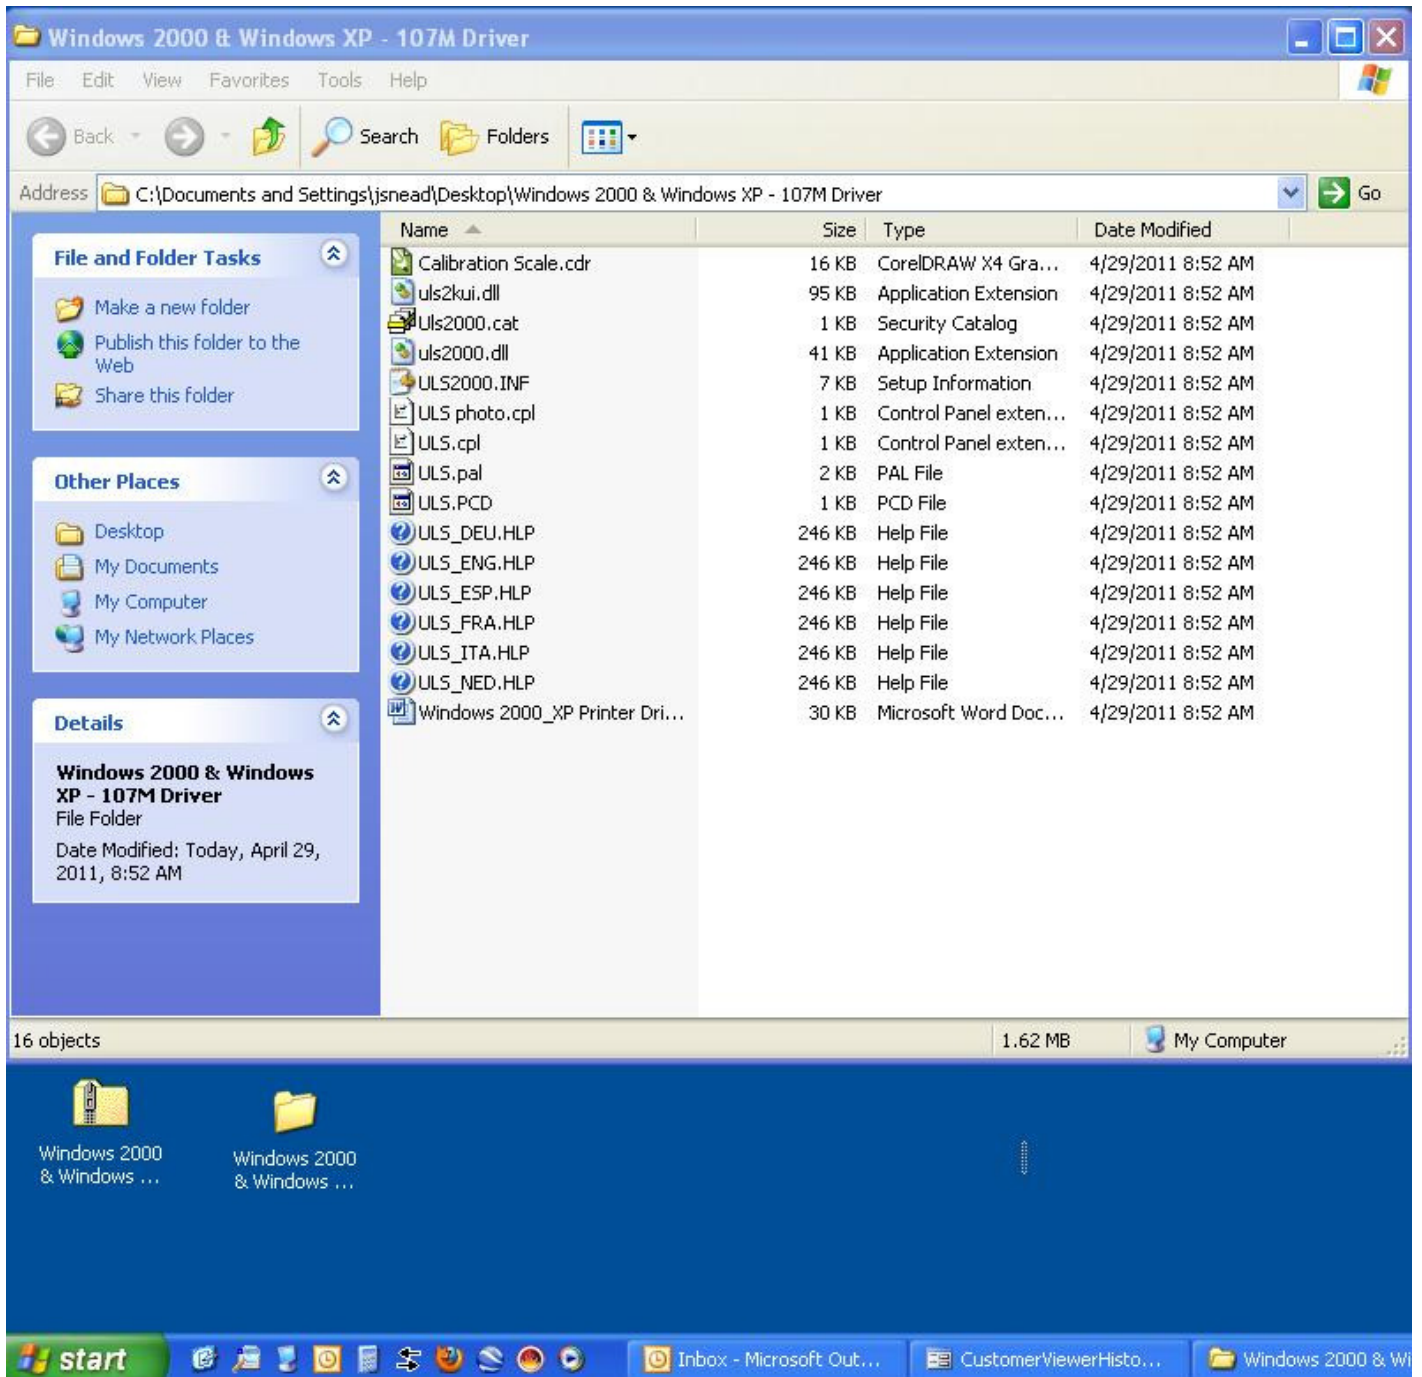 Windows 2000 & Windows XP - 107M Driver
File Edit View Favorites Tools Help
Back Search Folders
Address C:\Documents and Settings\jsnead\Desktop\Windows 2000 & Windows XP - 107M Driver Go
File and Folder Tasks
Make a new folder
Publish this folder to the
Web
Share this folder
Other Places
Desktop
My Documents
My Computer
My Network Places
Details
Windows 2000 & Windows
XP - 107M Driver
File Folder
Date Modified: Today, April 29,
2011, 8:52 AM
Name Size Type Date Modified
Calibration Scale.cdr 16 KB CorelDRAW X4 Gra... 4/29/2011 8:52 AM
uls2kui.dll 95 KB Application Extension 4/29/2011 8:52 AM
Uls2000.cat 1 KB Security Catalog 4/29/2011 8:52 AM
uls2000.dll 41 KB Application Extension 4/29/2011 8:52 AM
ULS2000.INF 7 KB Setup Information 4/29/2011 8:52 AM
ULS photo.cpl 1 KB Control Panel exten... 4/29/2011 8:52 AM
ULS.cpl 1 KB Control Panel exten... 4/29/2011 8:52 AM
ULS.pal 2 KB PAL File 4/29/2011 8:52 AM
ULS.PCD 1 KB PCD File 4/29/2011 8:52 AM
ULS_DEU.HLP 246 KB Help File 4/29/2011 8:52 AM
ULS_ENG.HLP 246 KB Help File 4/29/2011 8:52 AM
ULS_ESP.HLP 246 KB Help File 4/29/2011 8:52 AM
ULS_FRA.HLP 246 KB Help File 4/29/2011 8:52 AM
ULS_ITA.HLP 246 KB Help File 4/29/2011 8:52 AM
ULS_NED.HLP 246 KB Help File 4/29/2011 8:52 AM
Windows 2000_XP Printer Dri... 30 KB Microsoft Word Doc... 4/29/2011 8:52 AM
16 objects 1.62 MB My Computer
Windows 2000
& Windows ...
Windows 2000
& Windows ...
start Inbox - Microsoft Out... CustomerViewerHisto... Windows 2000 & Wi